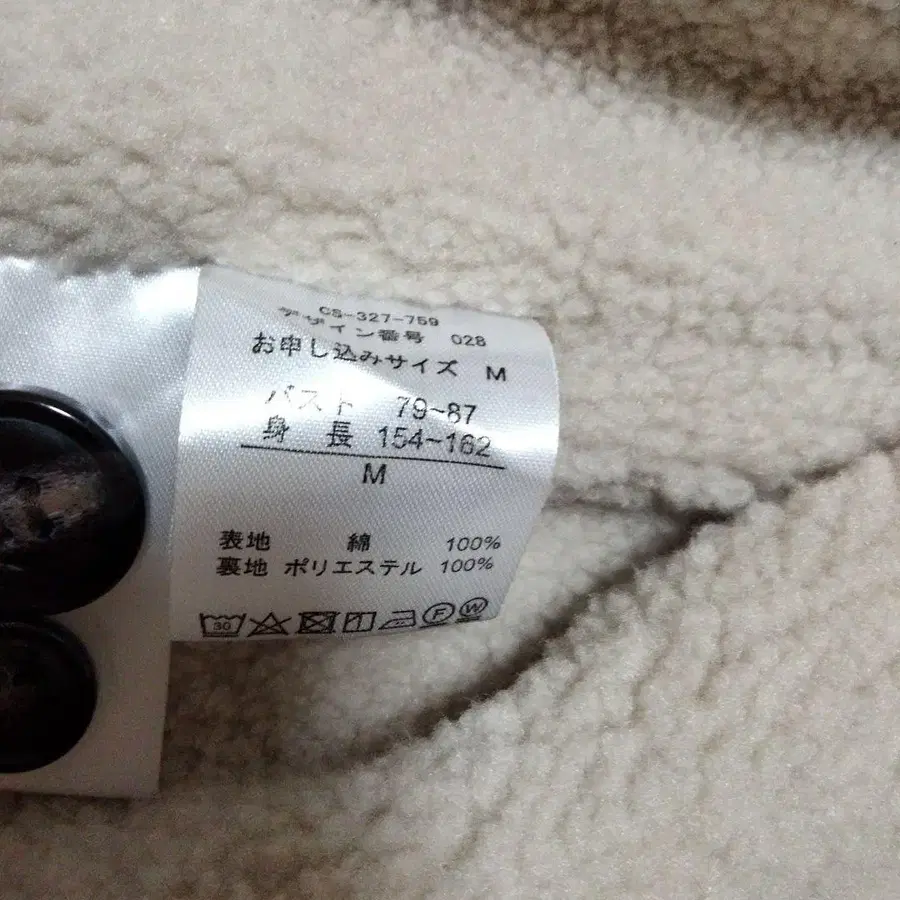 CS-327-759
デザイン番号 028
お申し込みサイズ M
バスト 79~87
身長 154~162
M
表地 綿 100%
裏地 ポリエステル 100%
30 F W